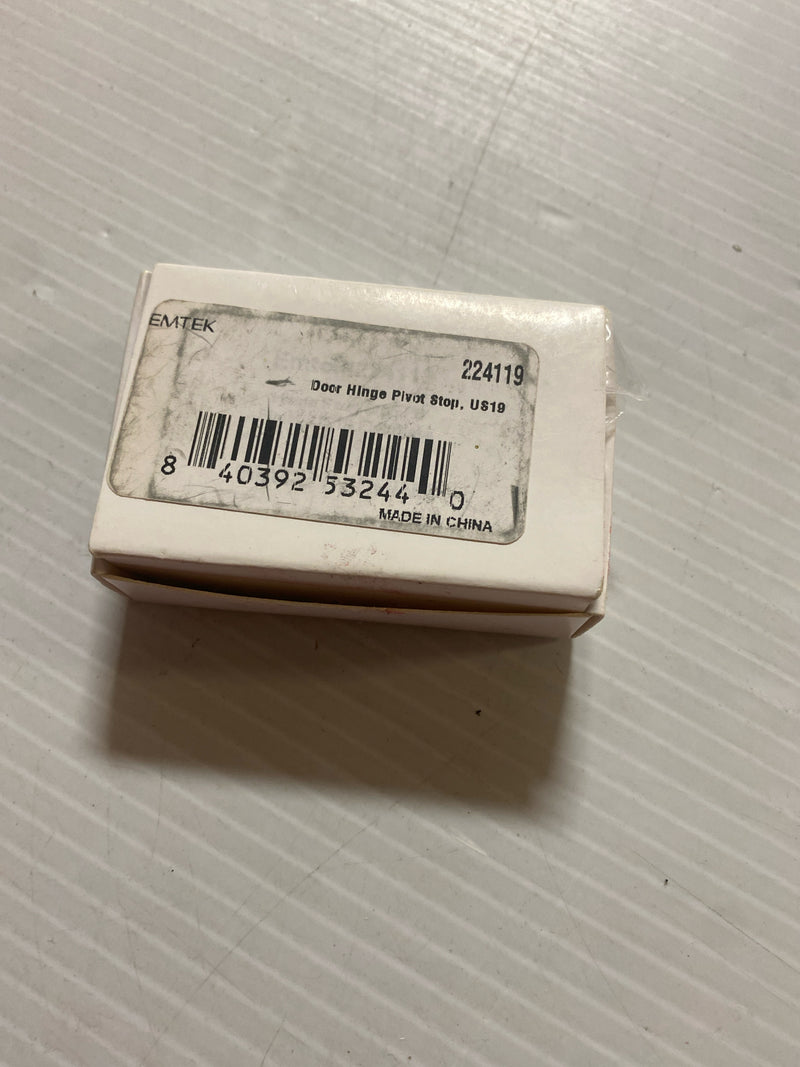 EMTEK
224119
Door Hinge Pivot Stop, US19
8 40392 53244 0
MADE IN CHINA